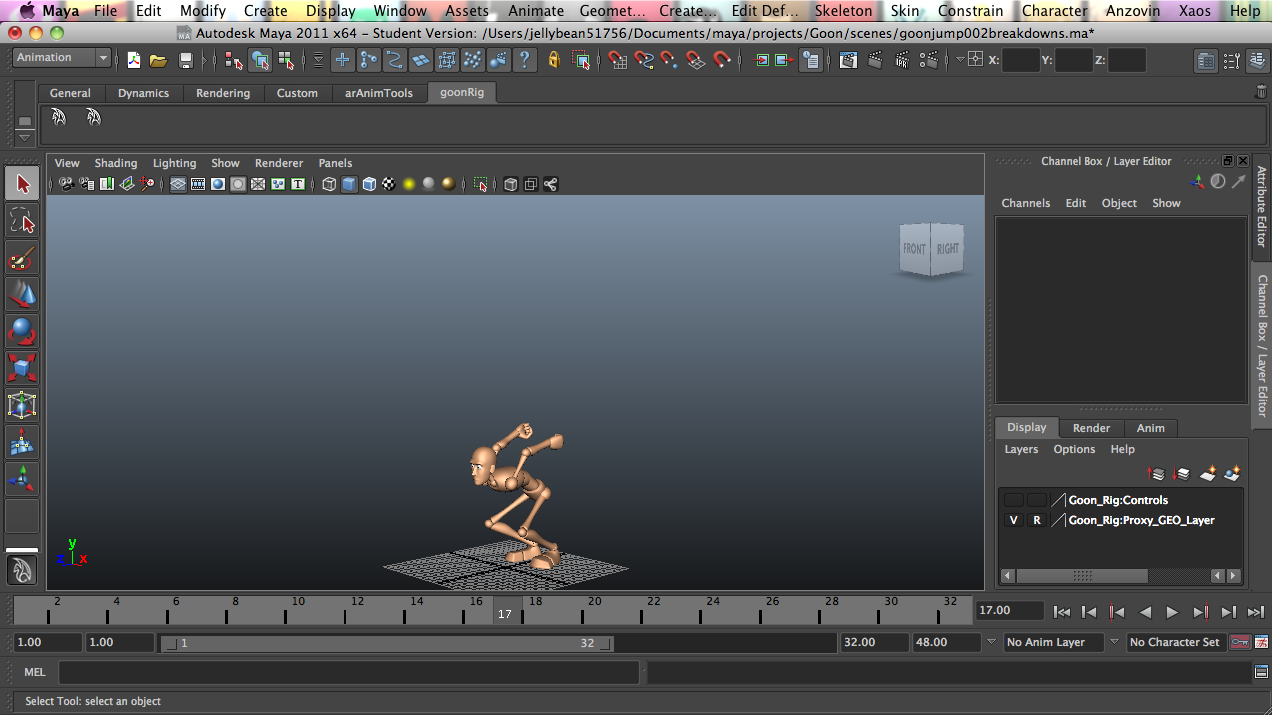 Maya File Edit Modify Create Display Window Assets Animate Geomet... Create... Edit Def... Skeleton Skin Constrain Character Anzovin Xaos Help
MA Autodesk Maya 2011 x64 – Student Version: /Users/jellybean51756/Documents/maya/projects/Goon/scenes/goonjump002breakdowns.ma*
Animation ? X: Y: Z:
General Dynamics Rendering Custom arAnimTools goonRig
View Shading Lighting Show Renderer Panels
Channel Box / Layer Editor
Channels Edit Object Show
Attribute Editor
Channel Box / Layer Editor
FRONT RIGHT
Display Render Anim
Layers Options Help
Goon_Rig:Controls
V R Goon_Rig:Proxy_GEO_Layer
y
z x
2 4 6 8 10 12 14 16 17 18 20 22 24 26 28 30 32 17.00
1.00 1.00 1 32 32.00 48.00 No Anim Layer No Character Set
MEL
Select Tool: select an object